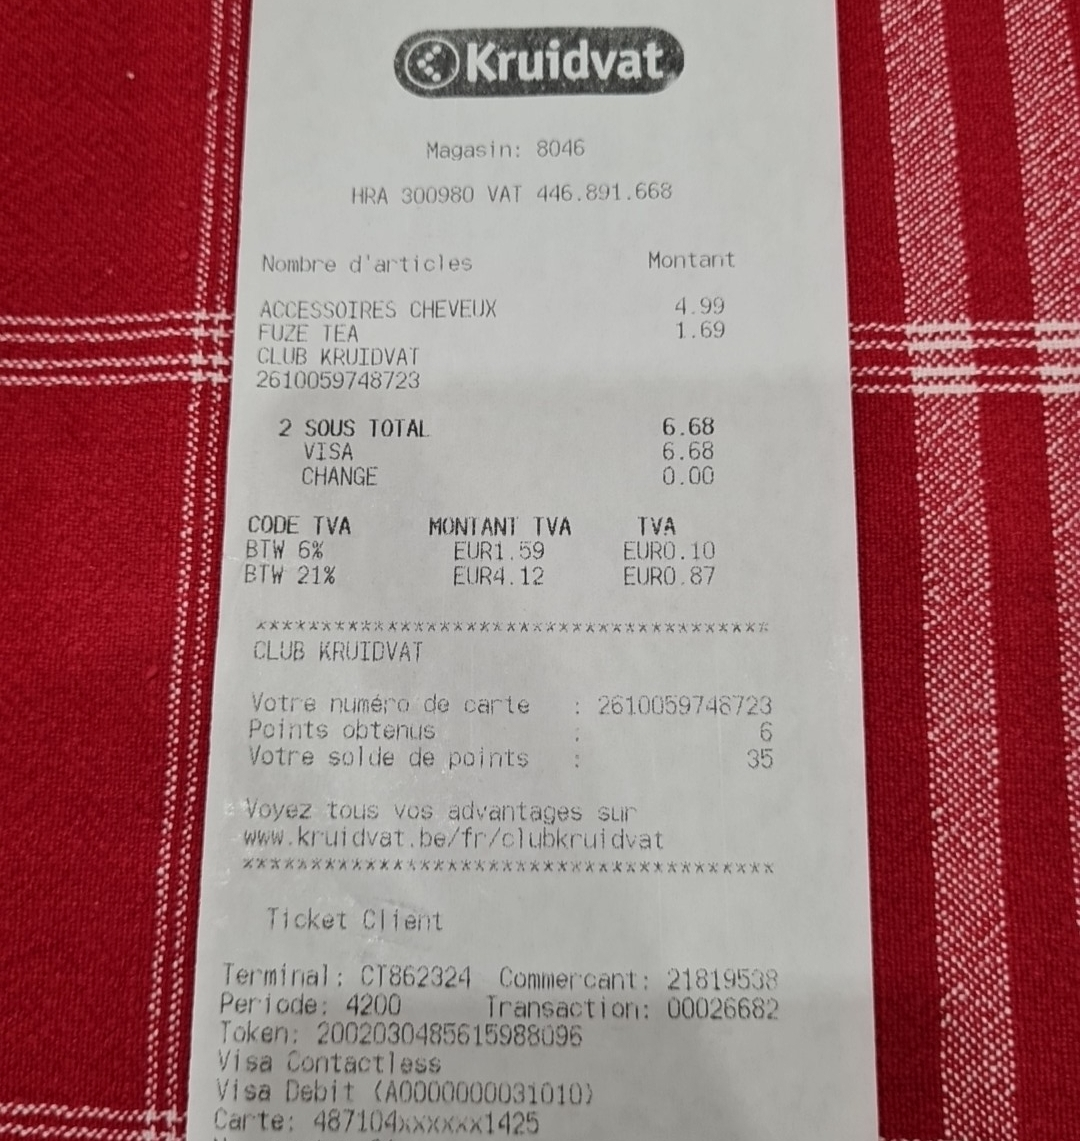 Kruidvat
Magasin: 8046
HRA 300980 VAT 446.891.668
Nombre d'articles Montant
ACCESSOIRES CHEVEUX 4.99
FUZE TEA 1.69
CLUB KRUIDVAT
2610059748723
2 SOUS TOTAL 6.68
VISA 6.68
CHANGE 0.00
CODE TVA MONTANT TVA TVA
BTW 6% EUR1.59 EUR0.10
BTW 21% EUR4.12 EUR0.87
***************************************
CLUB KRUIDVAT
Votre numéro de carte : 2610059748723
Points obtenus : 6
Votre solde de points : 35
Voyez tous vos advantages sur
www.kruidvat.be/fr/clubkruidvat
***************************************
Ticket Client
Terminal: CT862324 Commercant: 21819538
Periode: 4200 Transaction: 00026682
Token: 2002030485615988096
Visa Contactless
Visa Debit (A0000000031010)
Carte: 487104xxxxxx1425